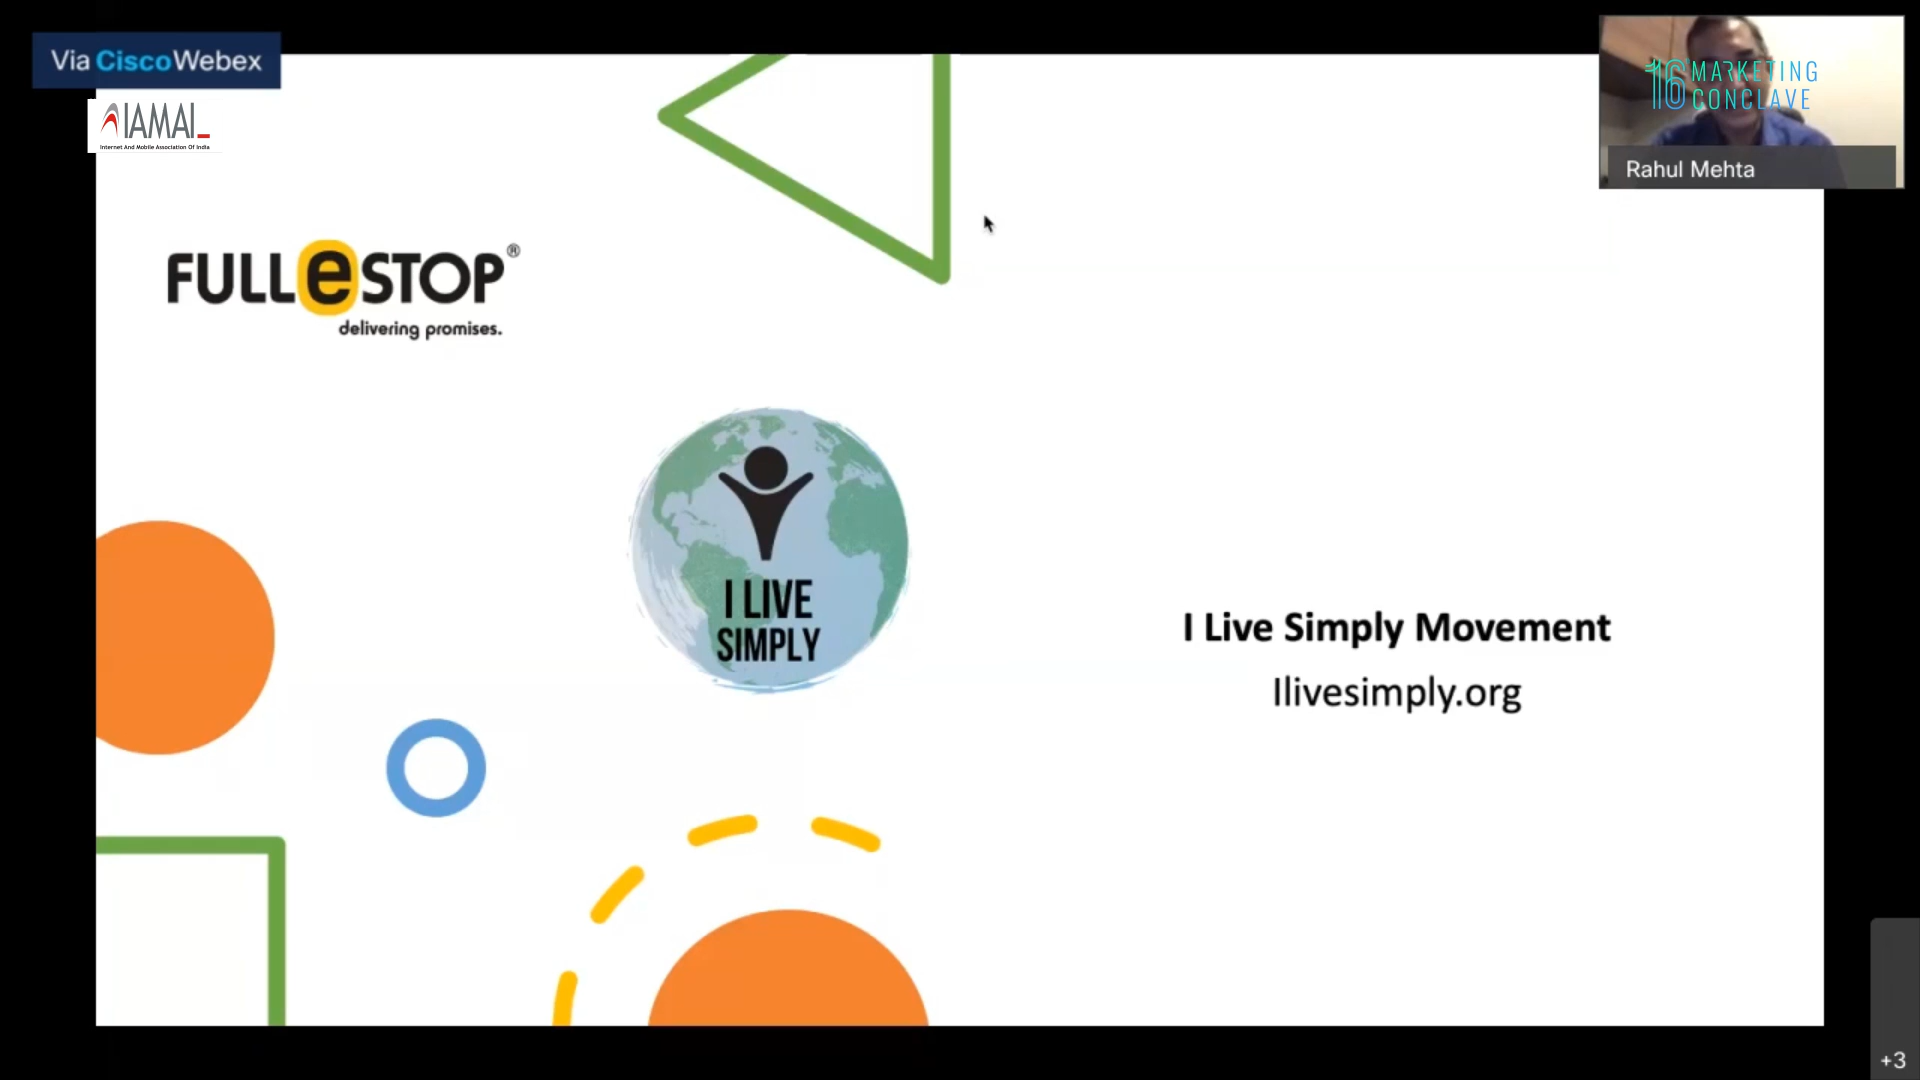 Via CiscoWebex
IAMAI
Internet And Mobile Association Of India
16 MARKETING
CONCLAVE
Rahul Mehta
FULLeSTOP®
delivering promises.
I LIVE
SIMPLY
I Live Simply Movement
Ilivesimply.org
+3